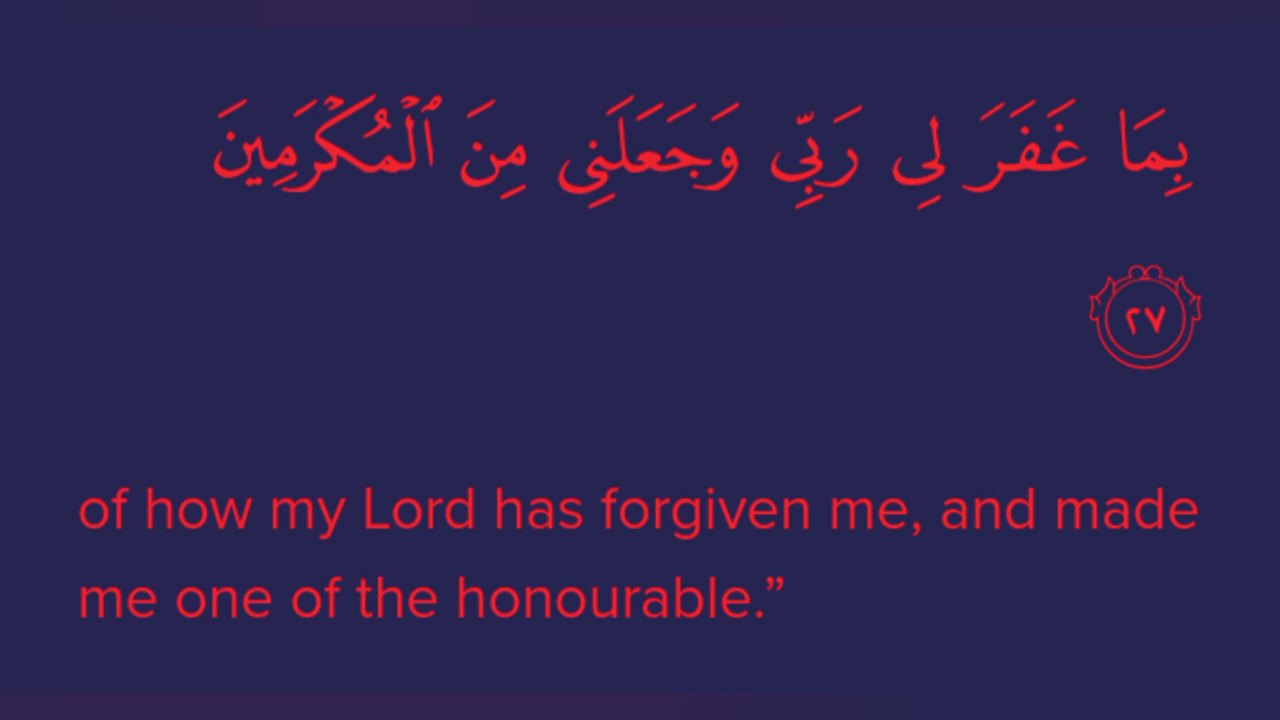 بِمَا غَفَرَ لِى رَبِّى وَجَعَلَنِى مِنَ ٱلْمُكْرَمِينَ
٢٧
of how my Lord has forgiven me, and made
me one of the honourable.”